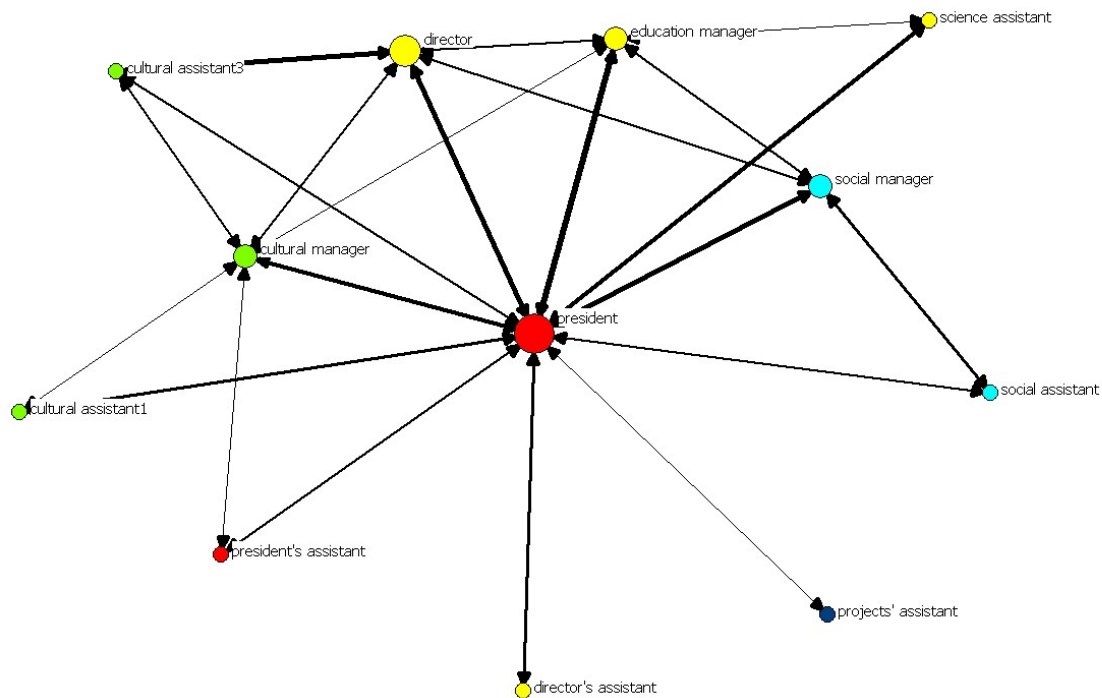 science assistant
education manager
director
cultural assistant3
social manager
cultural manager
president
social assistant
cultural assistant1
president's assistant
projects' assistant
director's assistant